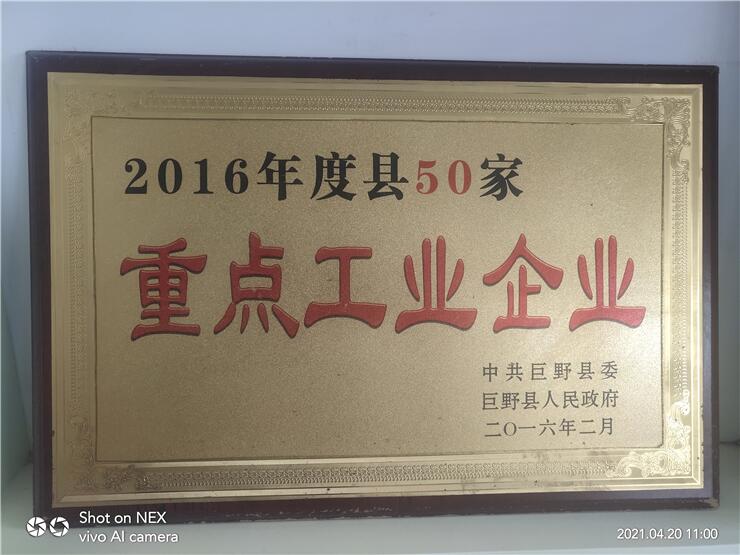 2016年度县50家
重点工业企业
中共巨野县委
巨野县人民政府
二〇一六年二月
Shot on NEX
vivo AI camera
2021.04.20 11:00